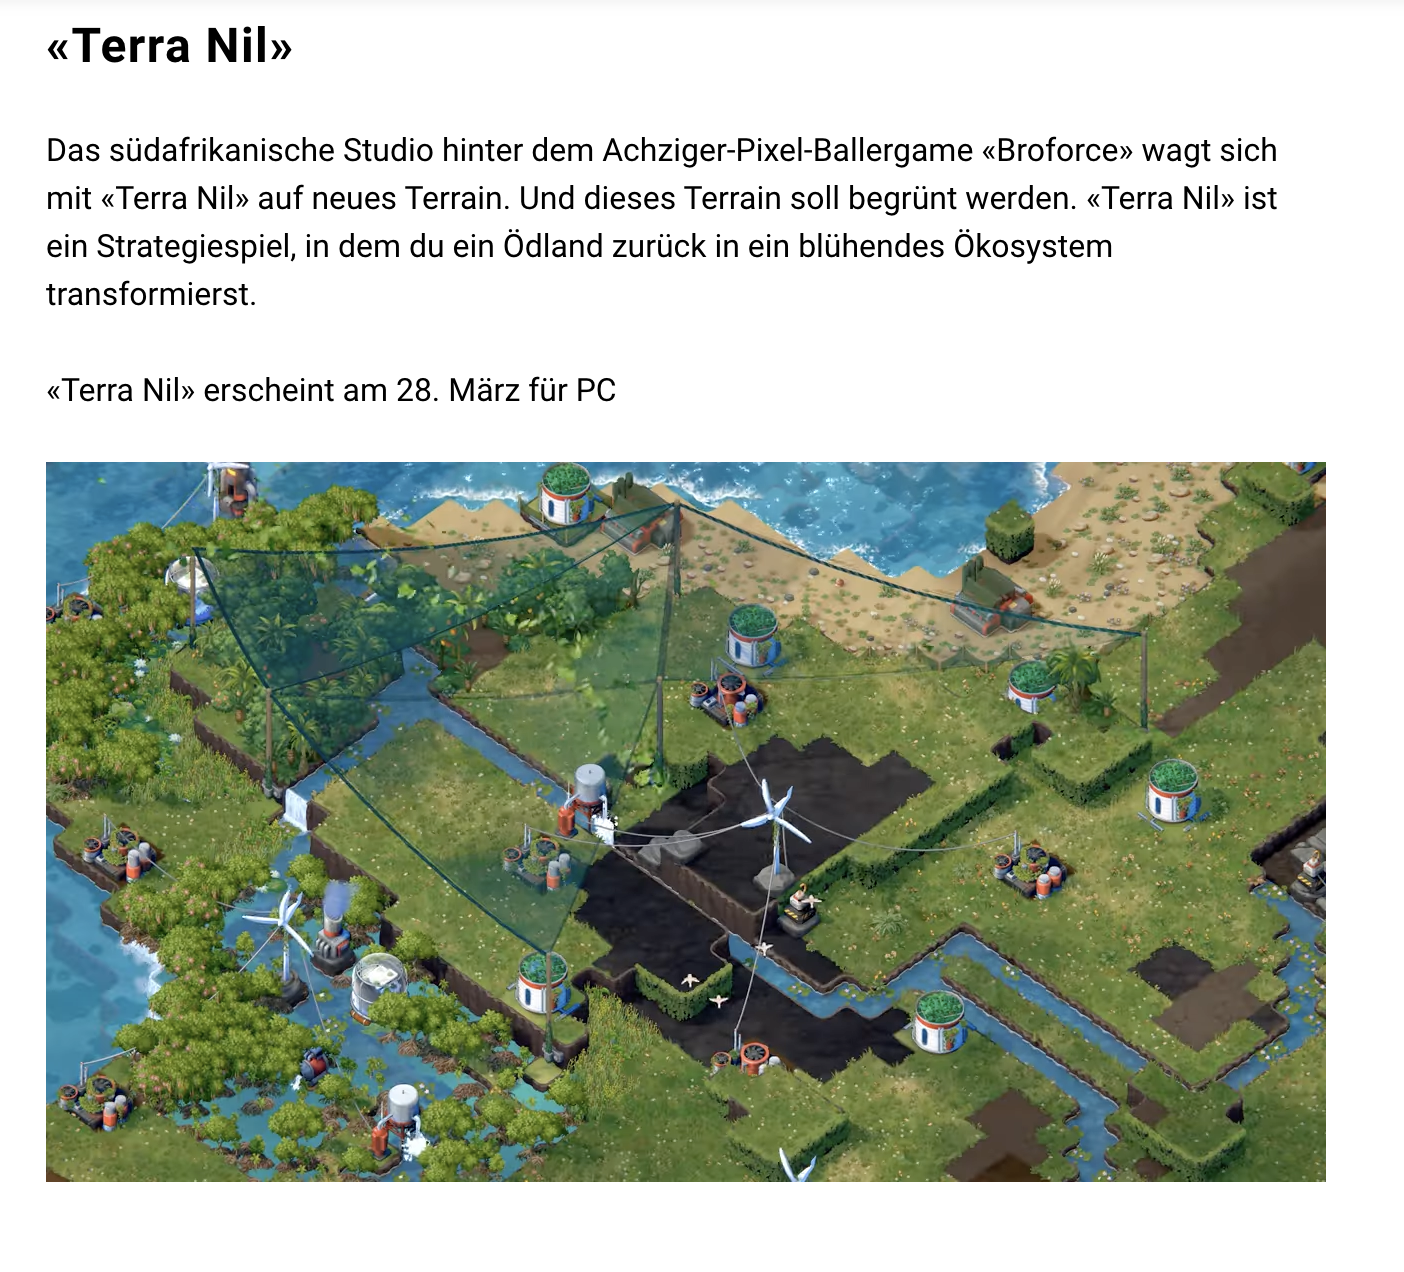 «Terra Nil»
Das südafrikanische Studio hinter dem Achziger-Pixel-Ballergame «Broforce» wagt sich
mit «Terra Nil» auf neues Terrain. Und dieses Terrain soll begrünt werden. «Terra Nil» ist
ein Strategiespiel, in dem du ein Ödland zurück in ein blühendes Ökosystem
transformierst.
«Terra Nil» erscheint am 28. März für PC